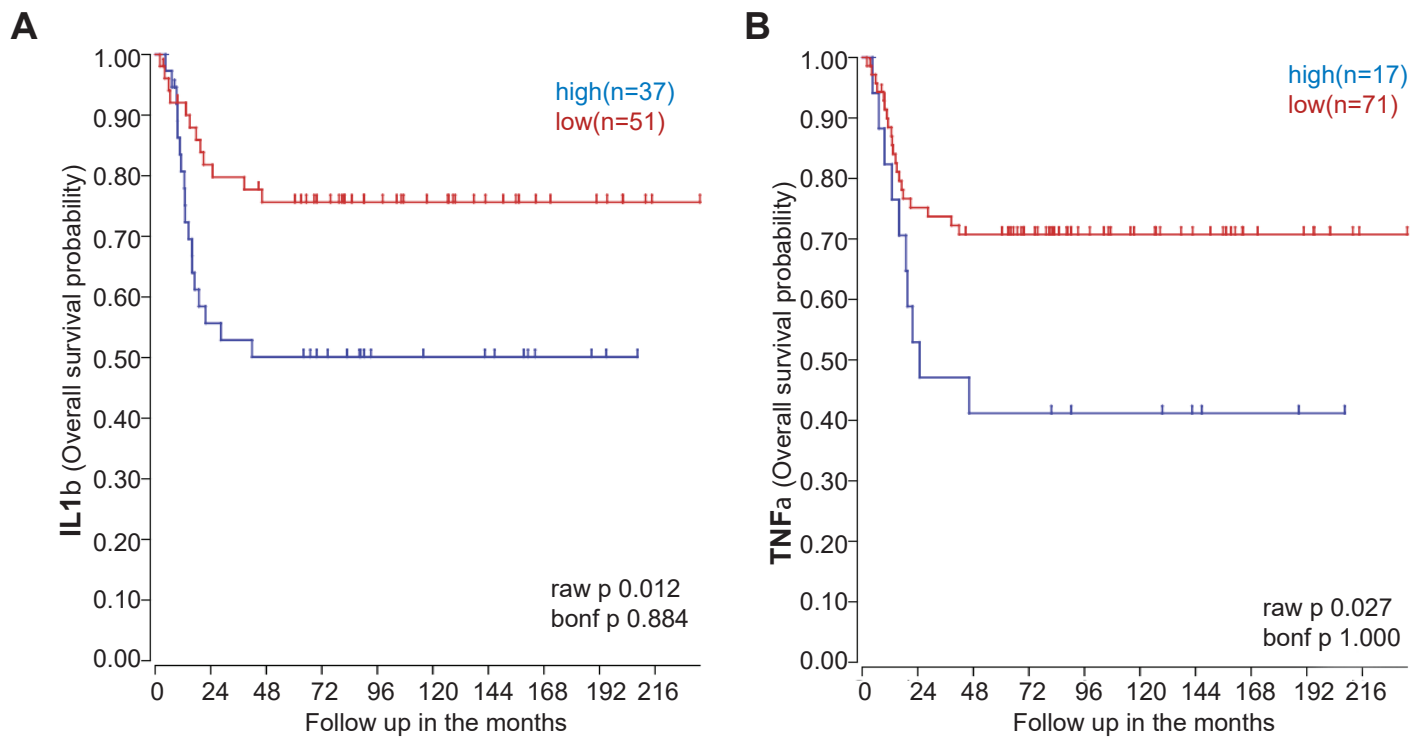 A
IL1b (Overall survival probability)
1.00
0.90
0.80
0.70
0.60
0.50
0.40
0.30
0.20
0.10
0.00
high(n=37)
low(n=51)
raw p 0.012
bonf p 0.884
0 24 48 72 96 120 144 168 192 216
Follow up in the months
B
TNFa (Overall survival probability)
1.00
0.90
0.80
0.70
0.60
0.50
0.40
0.30
0.20
0.10
0.00
high(n=17)
low(n=71)
raw p 0.027
bonf p 1.000
0 24 48 72 96 120 144 168 192 216
Follow up in the months